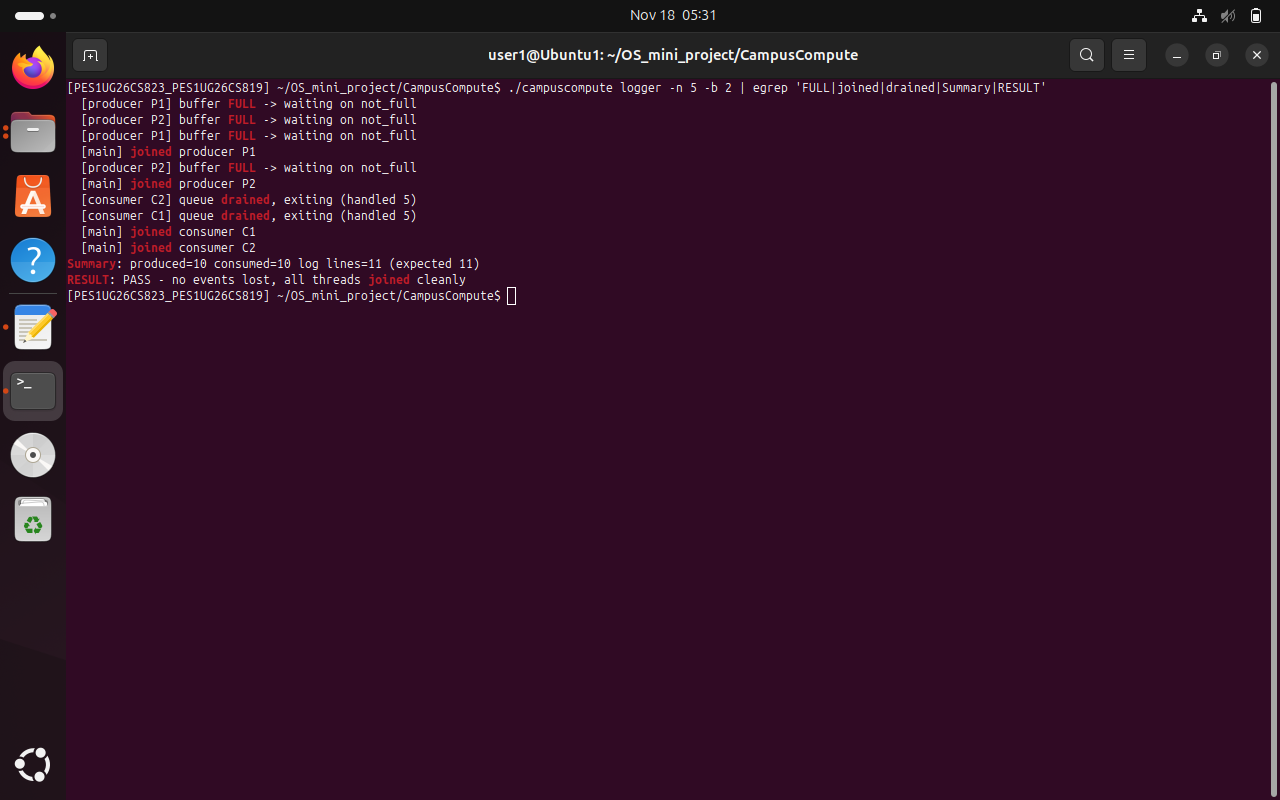 Nov 18 05:31
user1@Ubuntu1: ~/OS_mini_project/CampusCompute
[PES1UG26CS823_PES1UG26CS819] ~/OS_mini_project/CampusCompute$ ./campuscompute logger -n 5 -b 2 | egrep 'FULL|joined|drained|Summary|RESULT'
[producer P1] buffer FULL -> waiting on not_full
[producer P2] buffer FULL -> waiting on not_full
[producer P1] buffer FULL -> waiting on not_full
[main] joined producer P1
[producer P2] buffer FULL -> waiting on not_full
[main] joined producer P2
[consumer C2] queue drained, exiting (handled 5)
[consumer C1] queue drained, exiting (handled 5)
[main] joined consumer C1
[main] joined consumer C2
Summary: produced=10 consumed=10 log lines=11 (expected 11)
RESULT: PASS - no events lost, all threads joined cleanly
[PES1UG26CS823_PES1UG26CS819] ~/OS_mini_project/CampusCompute$